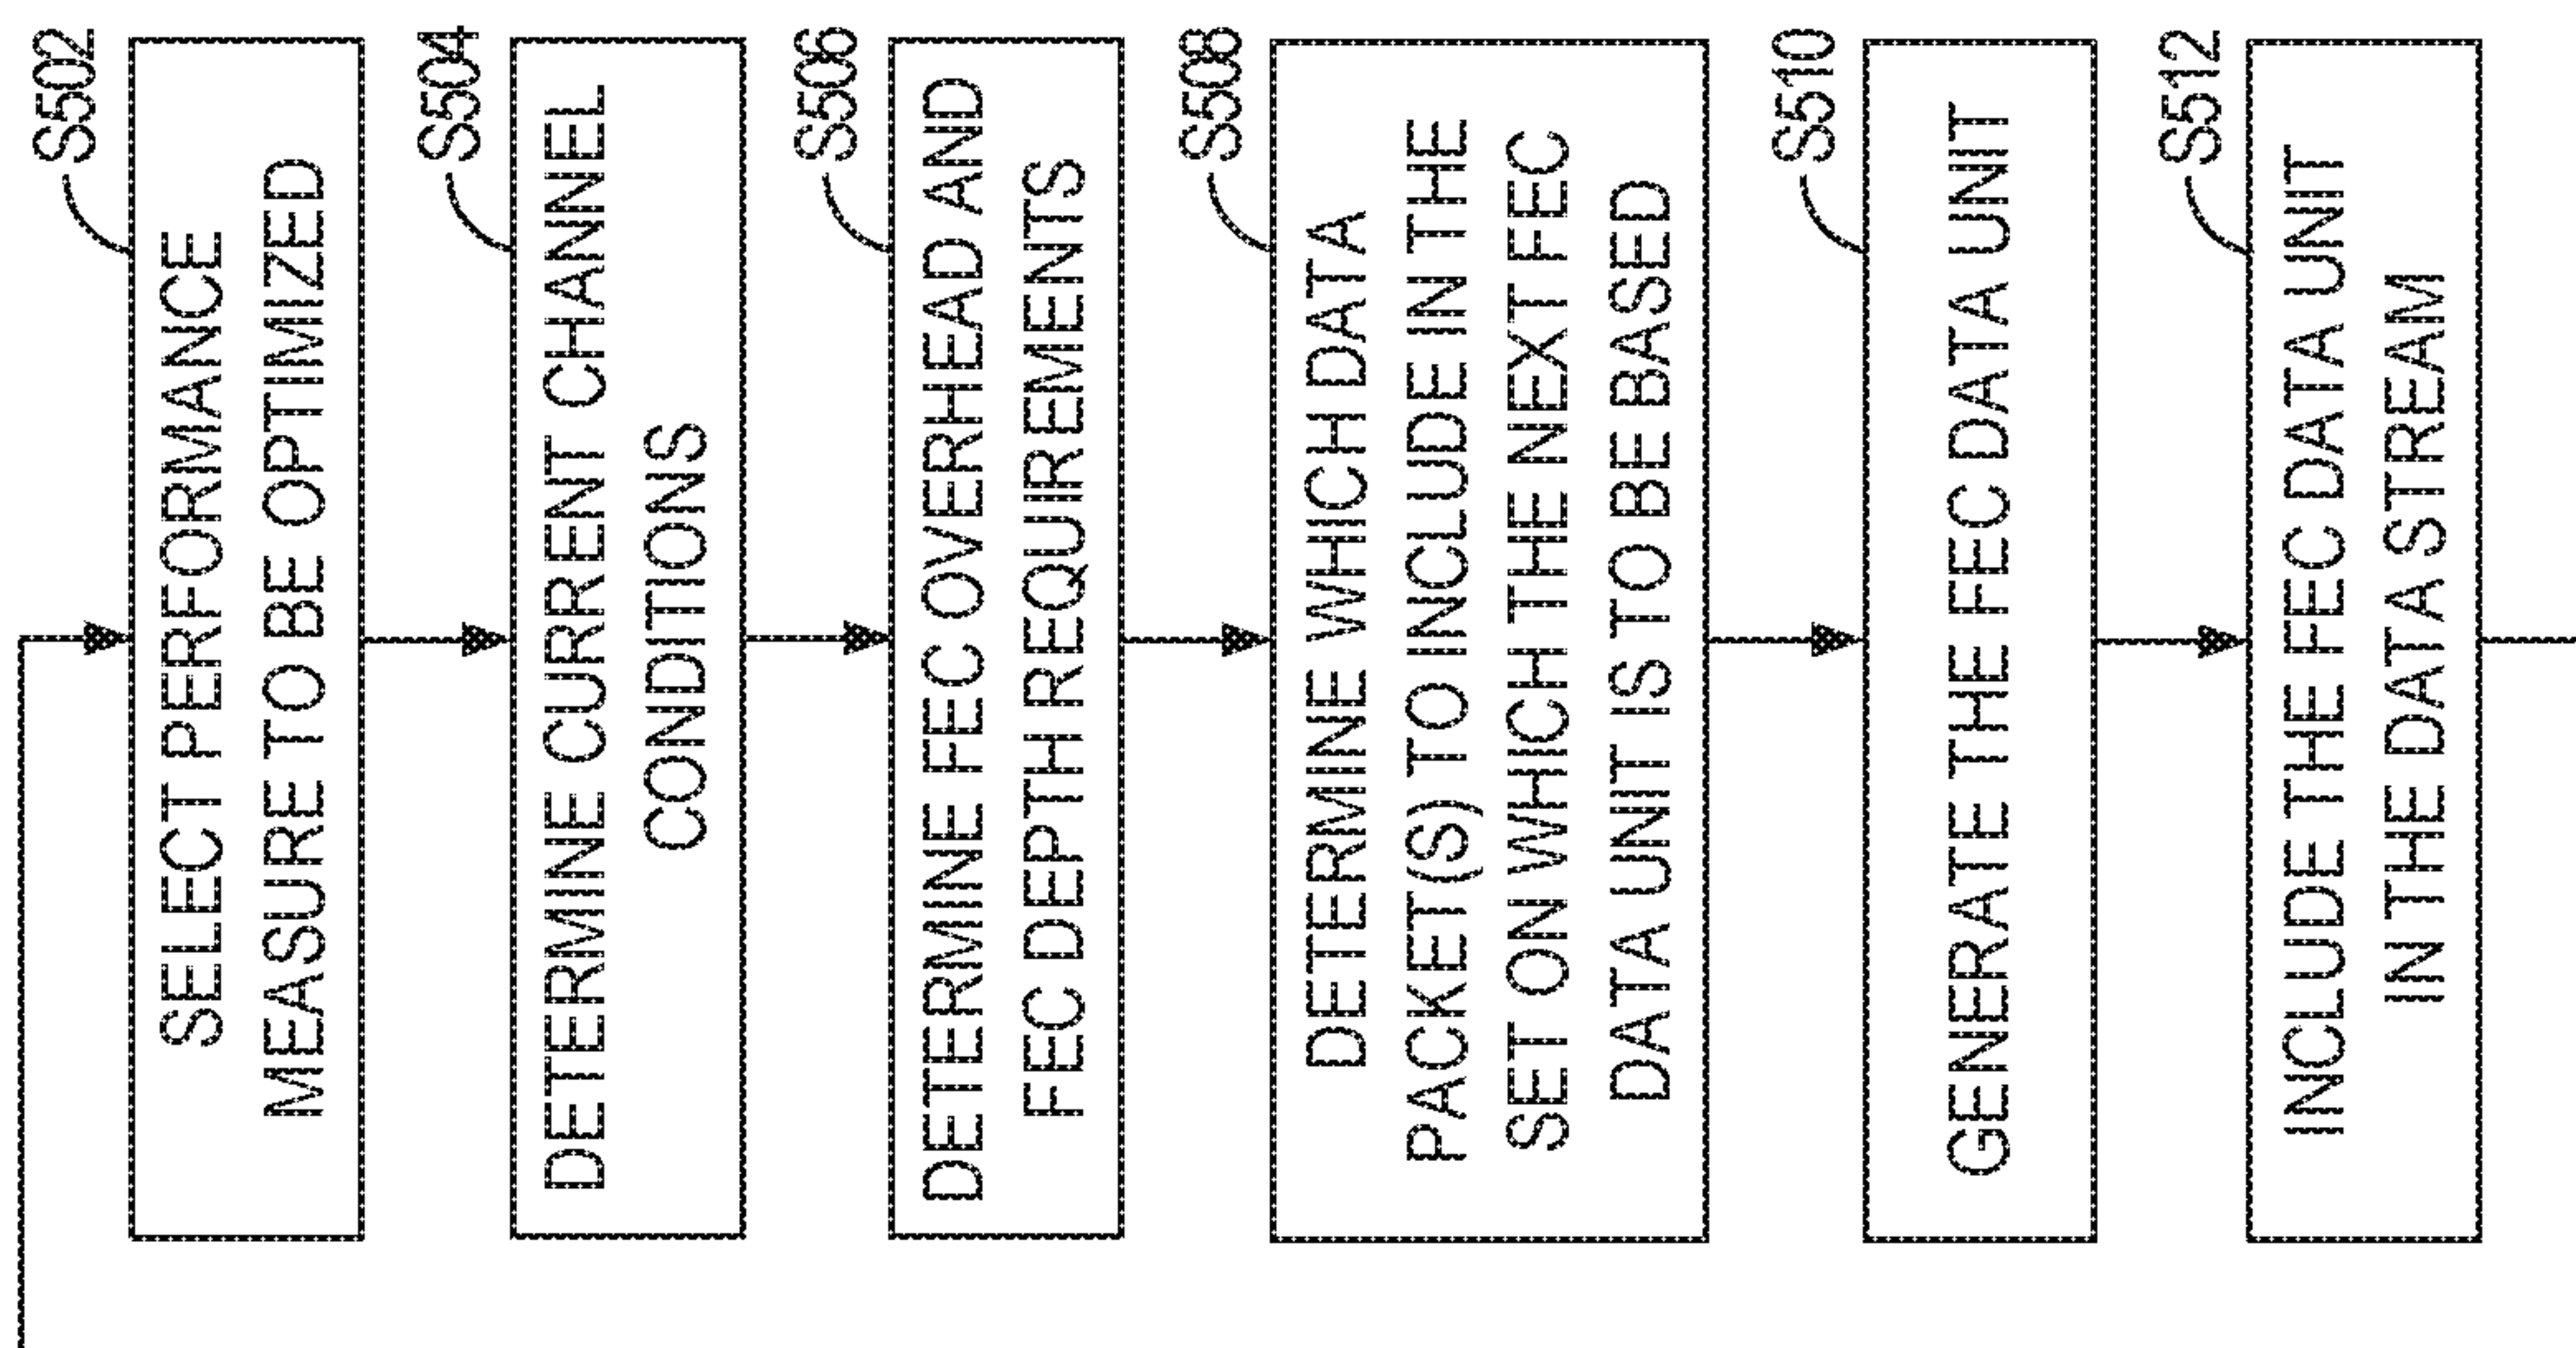 S502
SELECT PERFORMANCE
MEASURE TO BE OPTIMIZED
S504
DETERMINE CURRENT CHANNEL
CONDITIONS
S506
DETERMINE FEC OVERHEAD AND
FEC DEPTH REQUIREMENTS
S508
DETERMINE WHICH DATA
PACKET(S) TO INCLUDE IN THE
SET ON WHICH THE NEXT FEC
DATA UNIT IS TO BE BASED
S510
GENERATE THE FEC DATA UNIT
S512
INCLUDE THE FEC DATA UNIT
IN THE DATA STREAM